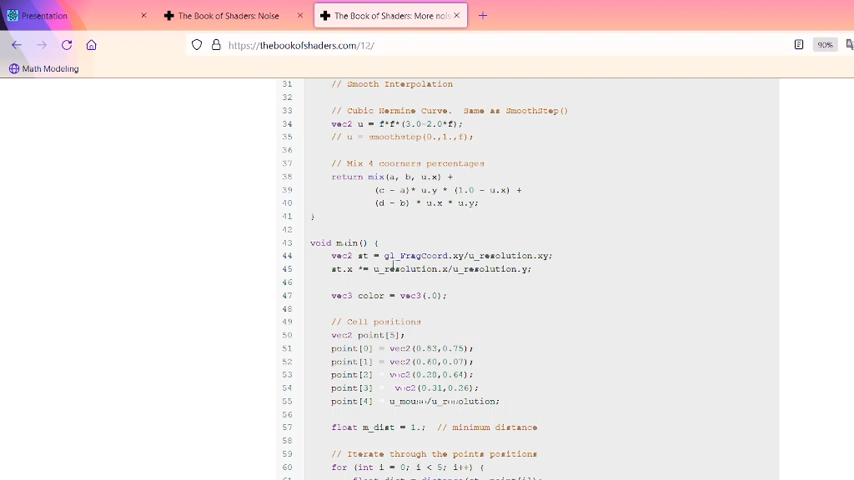 Presentation
The Book of Shaders: Noise
The Book of Shaders: More nois
https://thebookofshaders.com/12/
90%
Math Modeling
31 // Smooth Interpolation
32
33 // Cubic Hermine Curve. Same as SmoothStep()
34 vec2 u = f*f*(3.0-2.0*f);
35 // u = smoothstep(0.,1.,f);
36
37 // Mix 4 coorners percentages
38 return mix(a, b, u.x) +
39 (c - a)* u.y * (1.0 - u.x) +
40 (d - b) * u.x * u.y;
41 }
42
43 void main() {
44 vec2 st = gl_FragCoord.xy/u_resolution.xy;
45 st.x *= u_resolution.x/u_resolution.y;
46
47 vec3 color = vec3(.0);
48
49 // Cell positions
50 vec2 point[5];
51 point[0] = vec2(0.83,0.75);
52 point[1] = vec2(0.60,0.07);
53 point[2] = vec2(0.28,0.64);
54 point[3] = vec2(0.31,0.26);
55 point[4] = u_mouse/u_resolution;
56
57 float m_dist = 1.; // minimum distance
58
59 // Iterate through the points positions
60 for (int i = 0; i < 5; i++) {